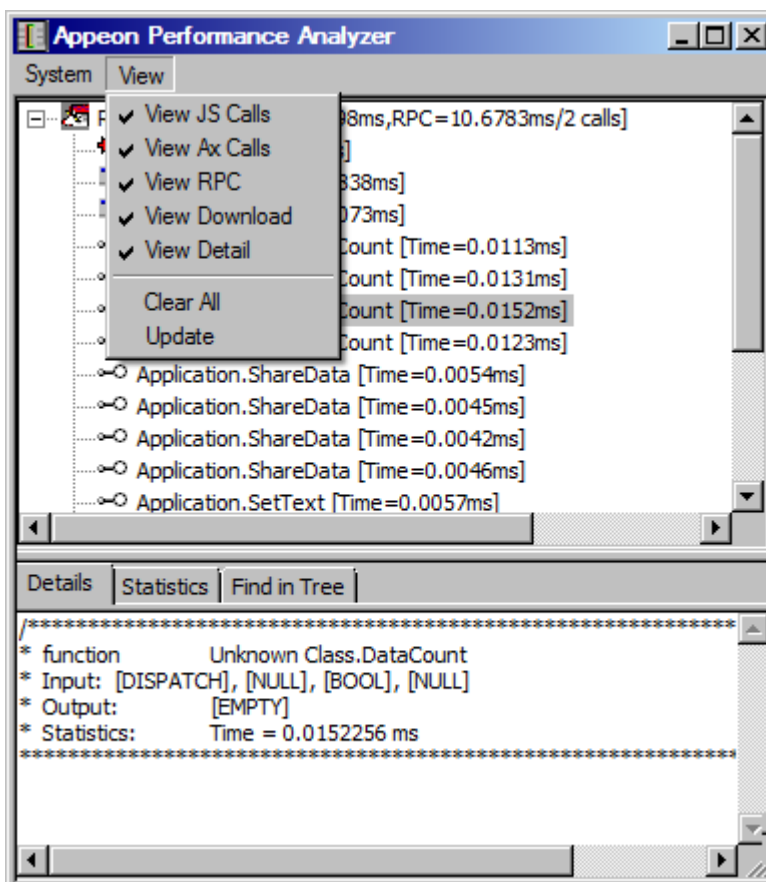 Appeon Performance Analyzer
System View
View JS Calls
View Ax Calls
View RPC
View Download
View Detail
Clear All
Update
98ms,RPC=10.6783ms/2 calls]
]
338ms]
073ms]
Count [Time=0.0113ms]
Count [Time=0.0131ms]
Count [Time=0.0152ms]
Count [Time=0.0123ms]
Application.ShareData [Time=0.0054ms]
Application.ShareData [Time=0.0045ms]
Application.ShareData [Time=0.0042ms]
Application.ShareData [Time=0.0046ms]
Application.SetText [Time=0.0057ms]
Details Statistics Find in Tree
/************************************************************
* function Unknown Class.DataCount
* Input: [DISPATCH], [NULL], [BOOL], [NULL]
* Output: [EMPTY]
* Statistics: Time = 0.0152256 ms
************************************************************